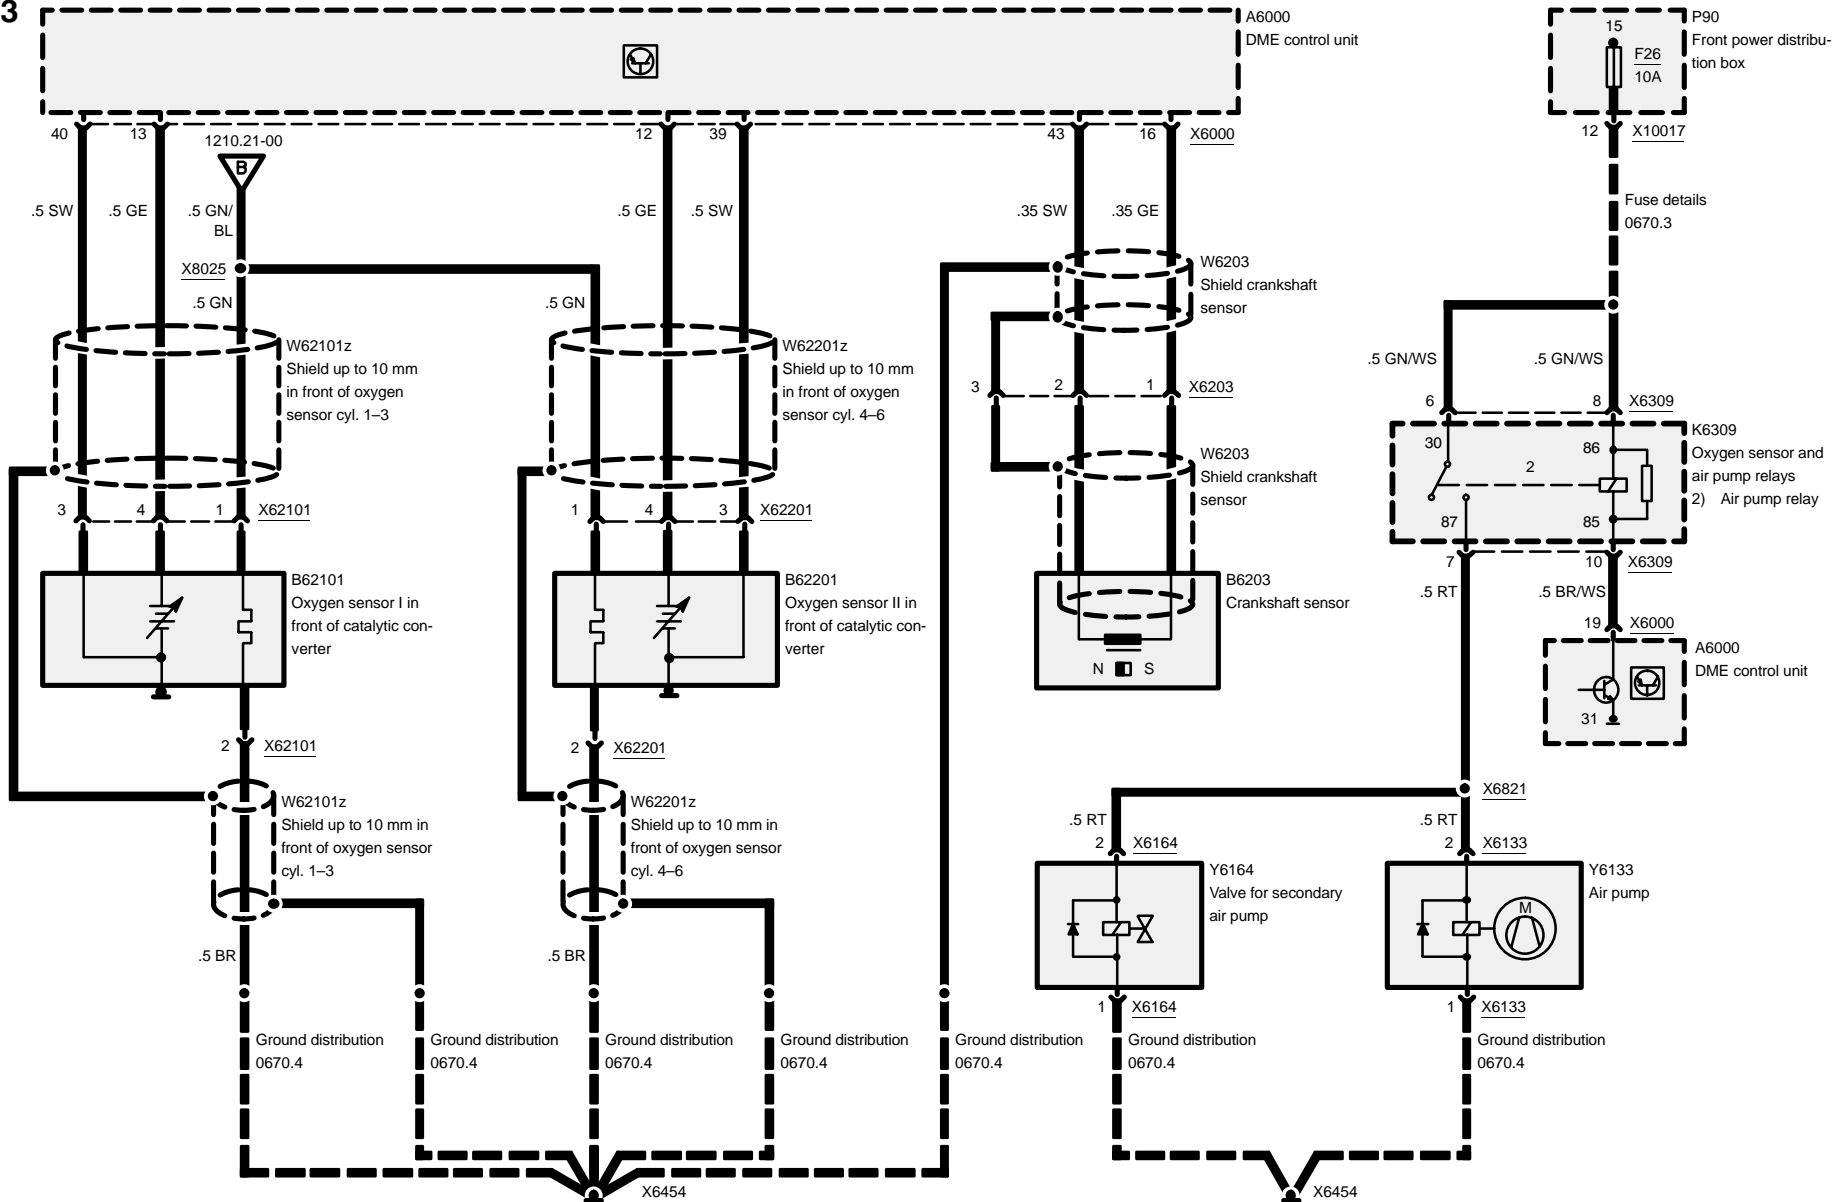 3
A6000
DME control unit
P90
Front power distribu-
tion box
15
F26
10A
40
13
12
39
43
16
X6000
12
X10017
1210.21-00
B
.5 SW
.5 GE
.5 GN/
BL
.5 GE
.5 SW
.35 SW
.35 GE
Fuse details
0670.3
X8025
.5 GN
.5 GN
W6203
Shield crankshaft
sensor
W62101z
Shield up to 10 mm
in front of oxygen
sensor cyl. 1–3
W62201z
Shield up to 10 mm
in front of oxygen
sensor cyl. 4–6
.5 GN/WS
.5 GN/WS
3
2
1
X6203
6
8
X6309
W6203
Shield crankshaft
sensor
30
86
2
87
85
K6309
Oxygen sensor and
air pump relays
2) Air pump relay
3
4
1
X62101
1
4
3
X62201
7
10
X6309
B62101
Oxygen sensor I in
front of catalytic con-
verter
B62201
Oxygen sensor II in
front of catalytic con-
verter
B6203
Crankshaft sensor
N
S
.5 RT
.5 BR/WS
19
X6000
A6000
DME control unit
31
2
X62101
2
X62201
X6821
W62101z
Shield up to 10 mm in
front of oxygen sensor
cyl. 1–3
W62201z
Shield up to 10 mm in
front of oxygen sensor
cyl. 4–6
.5 RT
.5 RT
2
X6164
2
X6133
Y6164
Valve for secondary
air pump
Y6133
Air pump
M
.5 BR
.5 BR
1
X6164
1
X6133
Ground distribution
0670.4
Ground distribution
0670.4
Ground distribution
0670.4
Ground distribution
0670.4
Ground distribution
0670.4
Ground distribution
0670.4
Ground distribution
0670.4
X6454
X6454